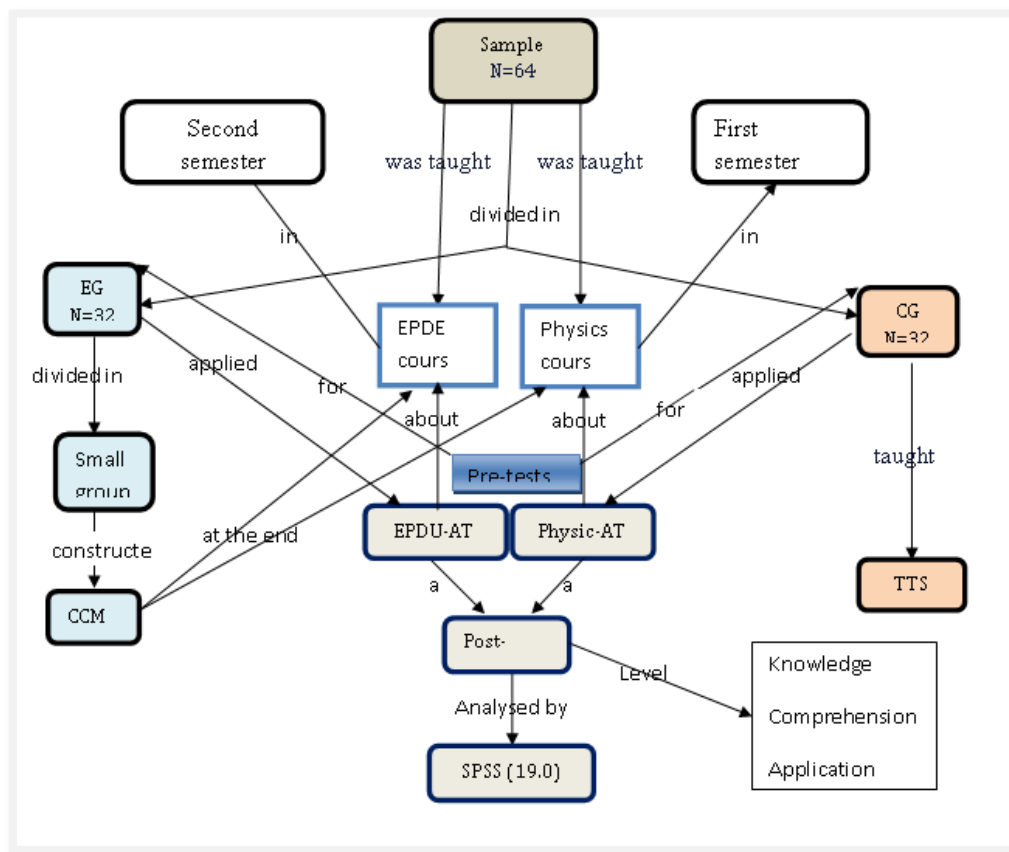 Sample
N=64
Second
semester
First
semester
was taught
was taught
divided in
in
in
EG
N=32
EPDE
cours
Physics
cours
CG
N=32
divided in
applied
for
about
about
for
applied
Small
group
Pre-tests
taught
EPDU-AT
Physic-AT
at the end
constructe
CCM
a
a
TTS
Post-
Level
Knowledge
Comprehension
Application
Analysed by
SPSS (19.0)